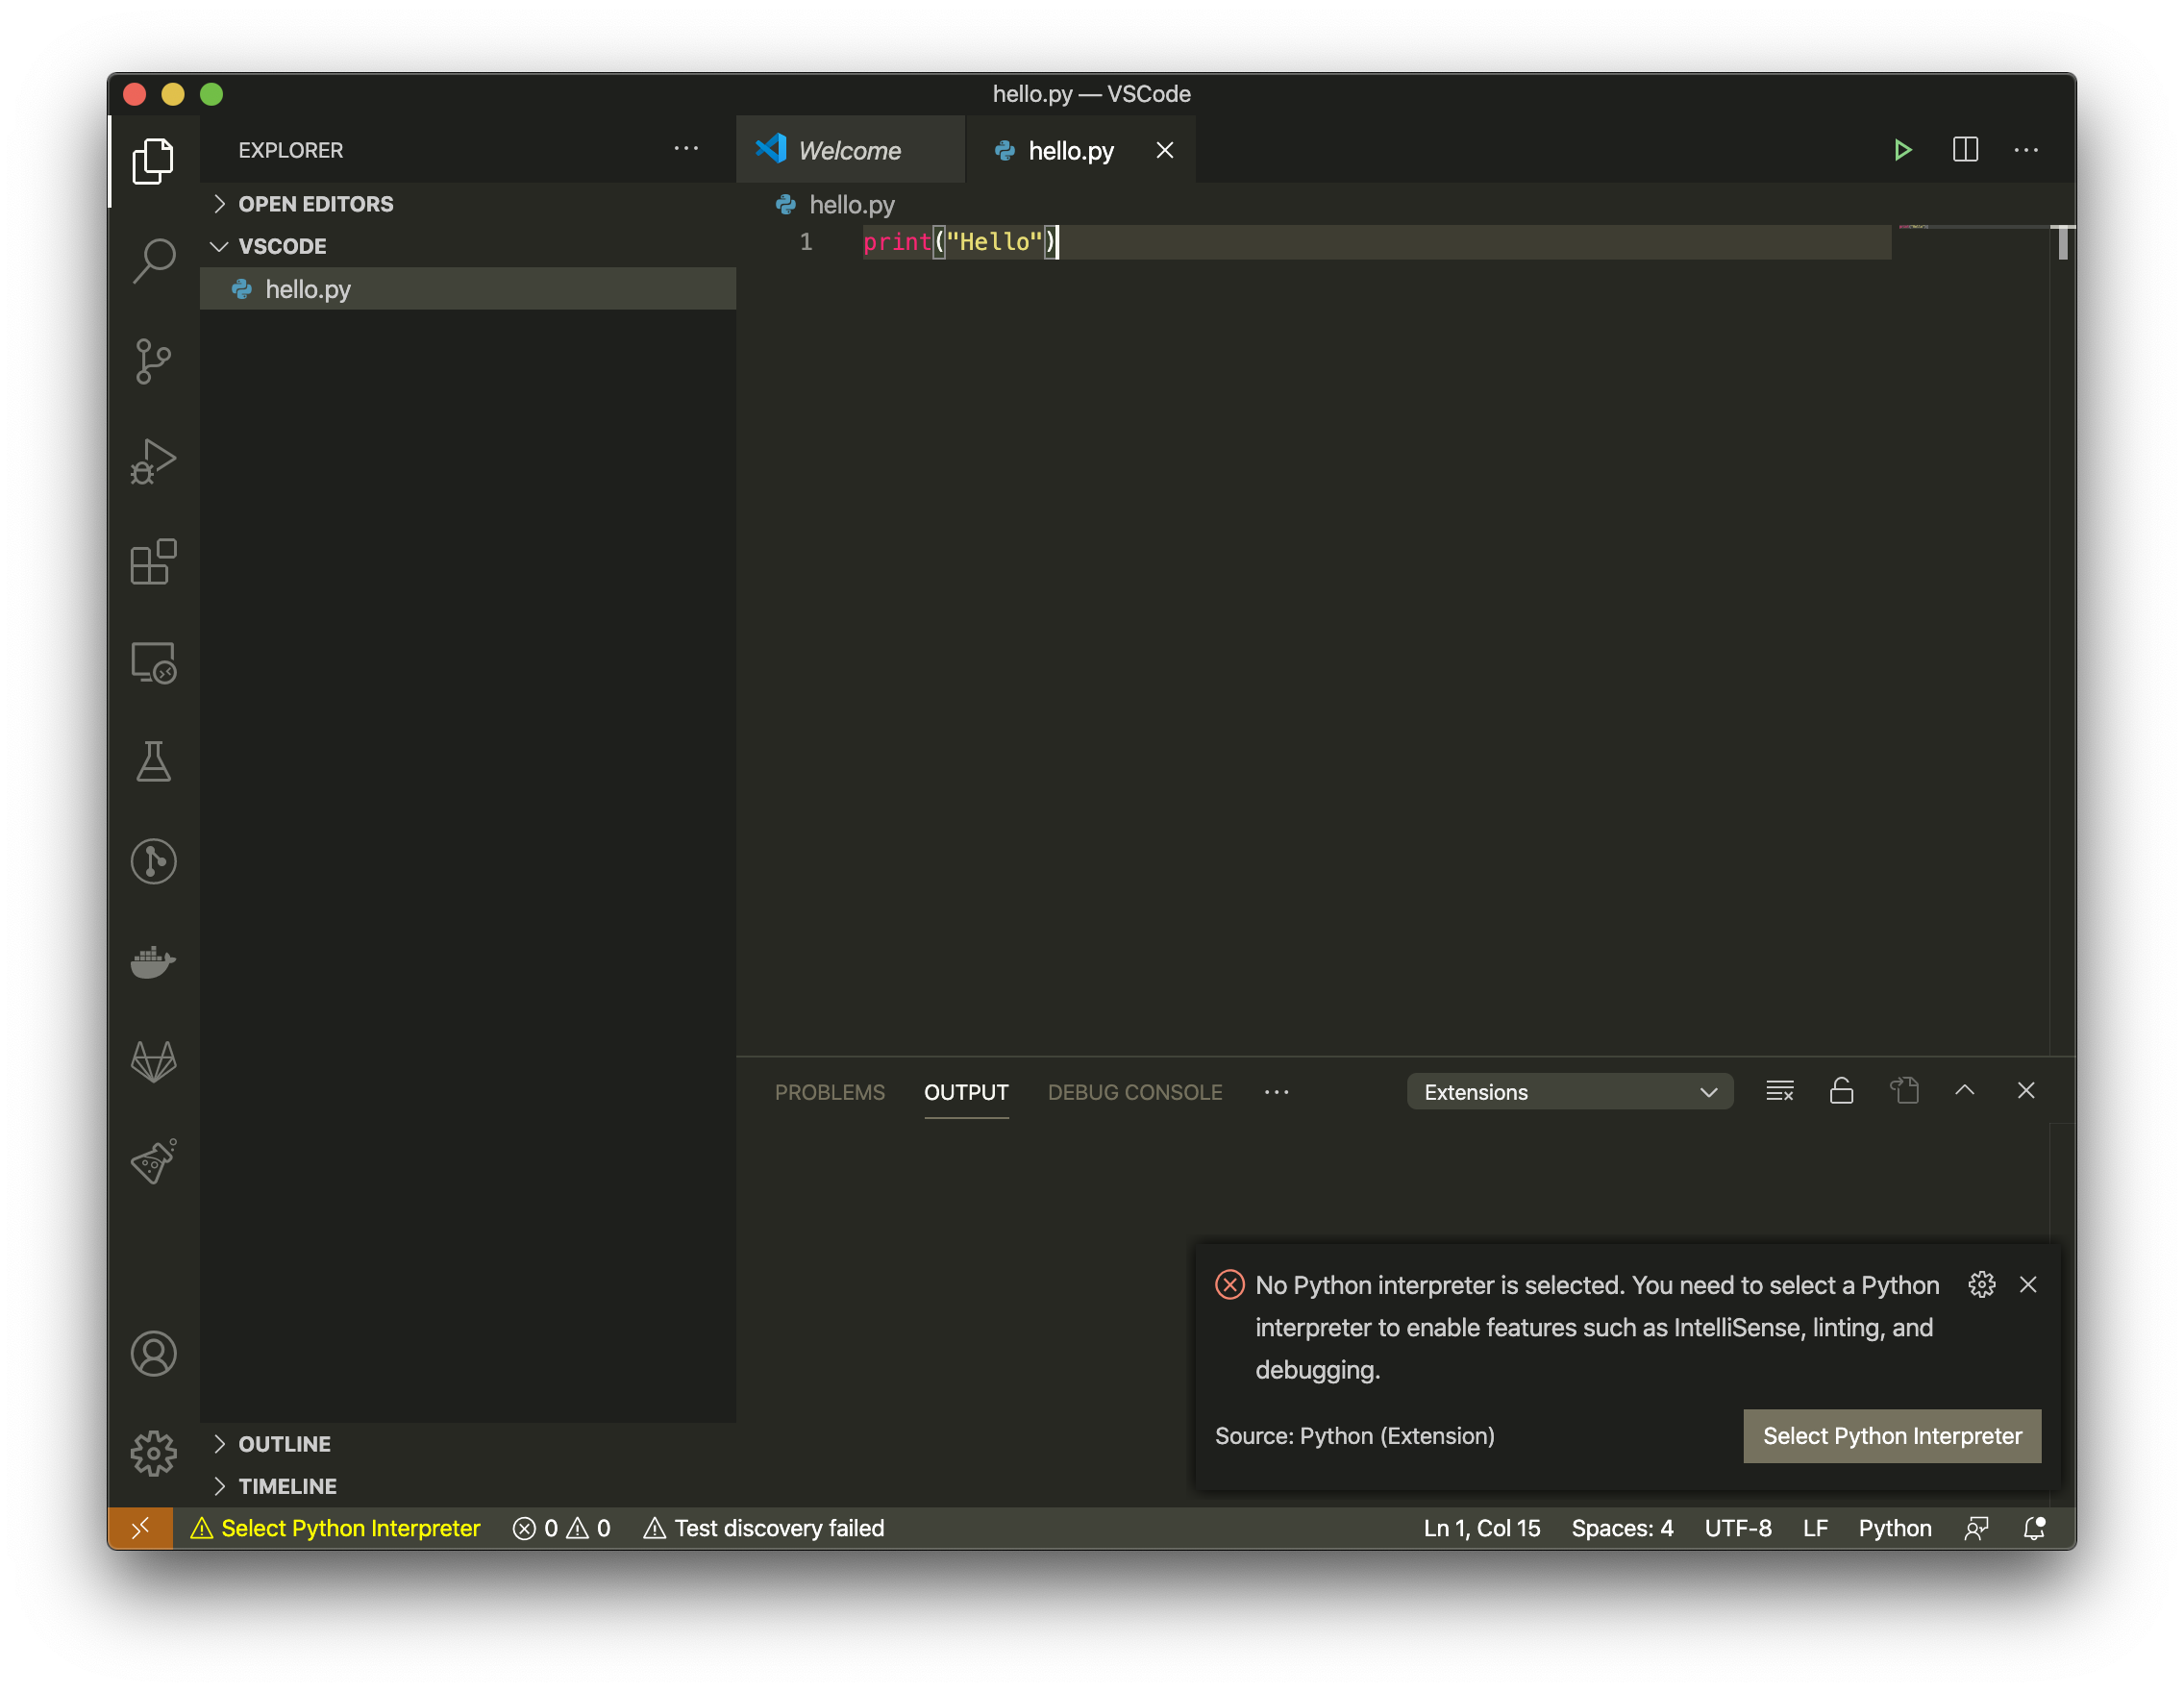 hello.py — VSCode
EXPLORER
Welcome
hello.py
OPEN EDITORS
VSCODE
hello.py
hello.py
1 print("Hello")
PROBLEMS OUTPUT DEBUG CONSOLE
Extensions
No Python interpreter is selected. You need to select a Python
interpreter to enable features such as IntelliSense, linting, and
debugging.
Source: Python (Extension)
Select Python Interpreter
OUTLINE
TIMELINE
Select Python Interpreter 0 0 Test discovery failed Ln 1, Col 15 Spaces: 4 UTF-8 LF Python